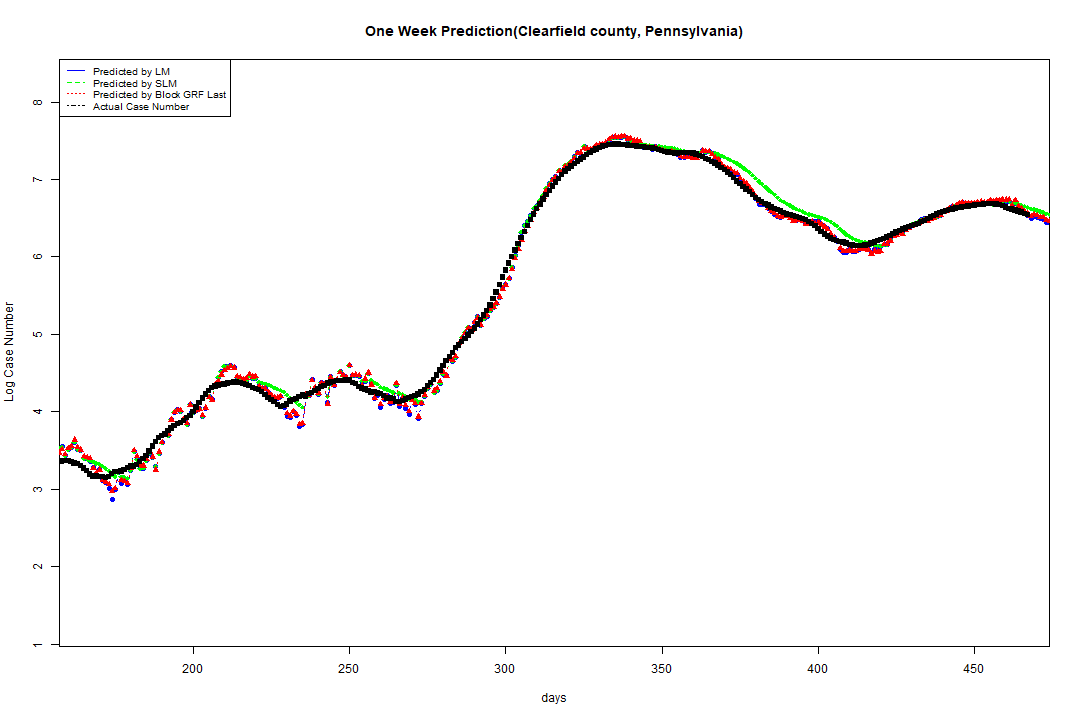 One Week Prediction(Clearfield county, Pennsylvania)
Predicted by LM
Predicted by SLM
Predicted by Block GRF Last
Actual Case Number
8
7
6
5
4
3
2
1
Log Case Number
200 250 300 350 400 450
days